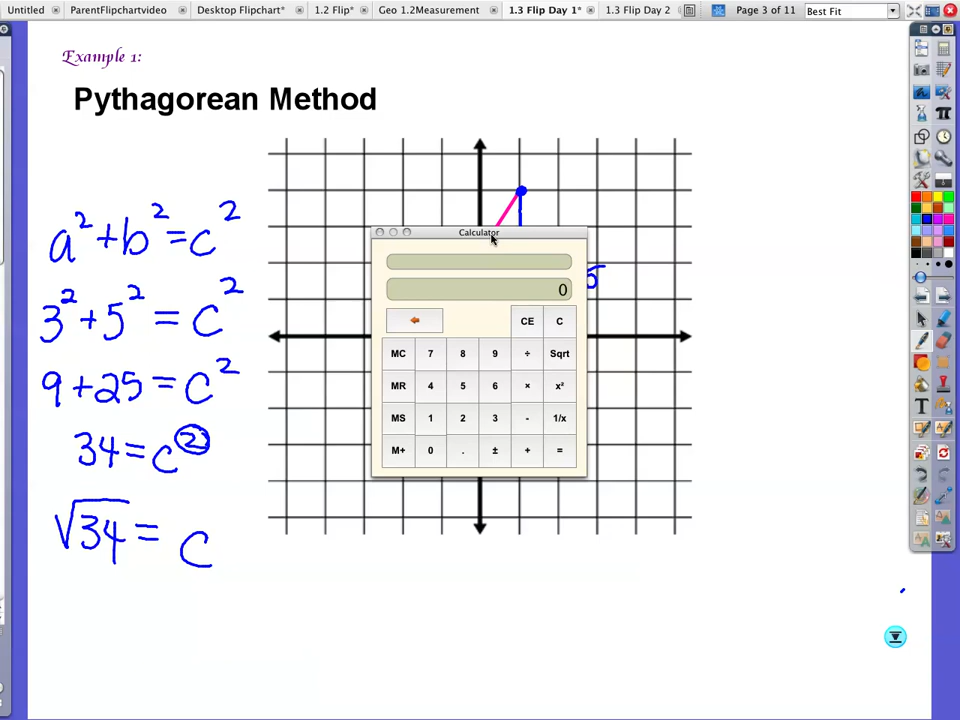 Untitled ParentFlipchartvideo Desktop Flipchart* 1.2 Flip* Geo 1.2Measurement 1.3 Flip Day 1* 1.3 Flip Day 2 Page 3 of 11 Best Fit
Example 1:
Pythagorean Method
a²+b²=c²
3²+5²=c²
9+25=c²
34=c²
√34=c
Calculator
5
0
CE C
MC 7 8 9 ÷ Sqrt
MR 4 5 6 × x²
MS 1 2 3 - 1/x
M+ 0 . ± + =